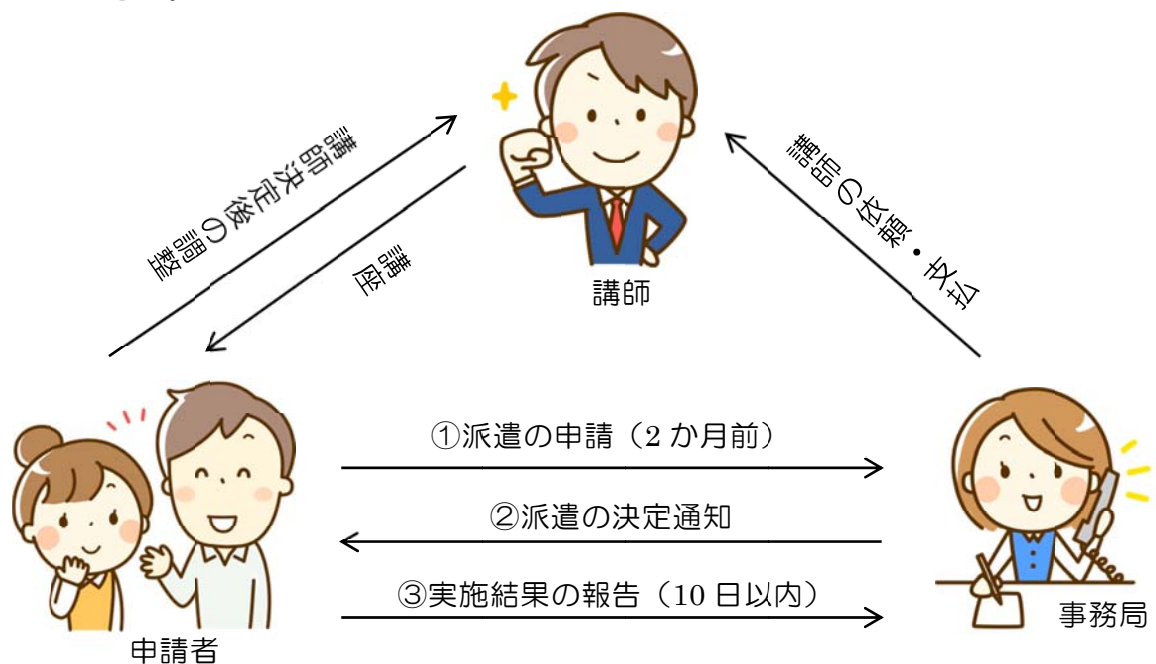 講師決定後の調整
講座
講師の依頼・支払
講師
①派遣の申請（2か月前）
②派遣の決定通知
③実施結果の報告（10日以内）
申請者
事務局